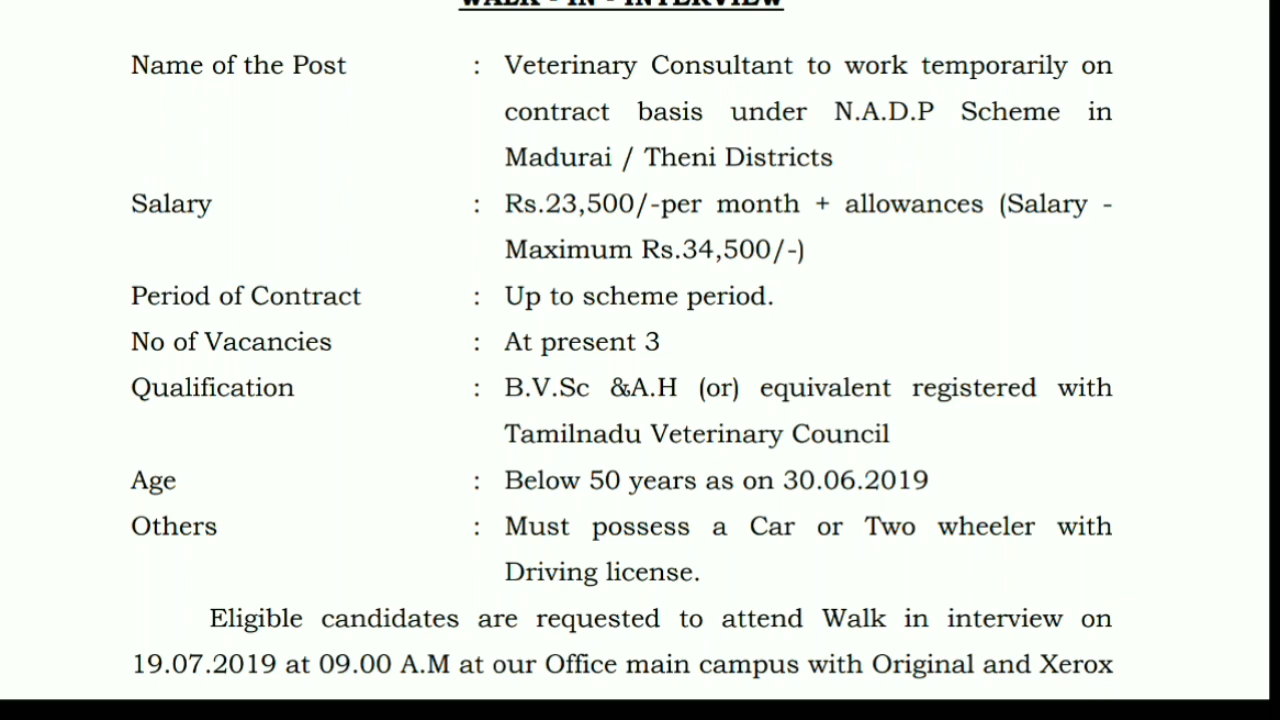 WALK - IN - INTERVIEW
Name of the Post : Veterinary Consultant to work temporarily on
contract basis under N.A.D.P Scheme in
Madurai / Theni Districts
Salary : Rs.23,500/-per month + allowances (Salary -
Maximum Rs.34,500/-)
Period of Contract : Up to scheme period.
No of Vacancies : At present 3
Qualification : B.V.Sc &A.H (or) equivalent registered with
Tamilnadu Veterinary Council
Age : Below 50 years as on 30.06.2019
Others : Must possess a Car or Two wheeler with
Driving license.
Eligible candidates are requested to attend Walk in interview on
19.07.2019 at 09.00 A.M at our Office main campus with Original and Xerox